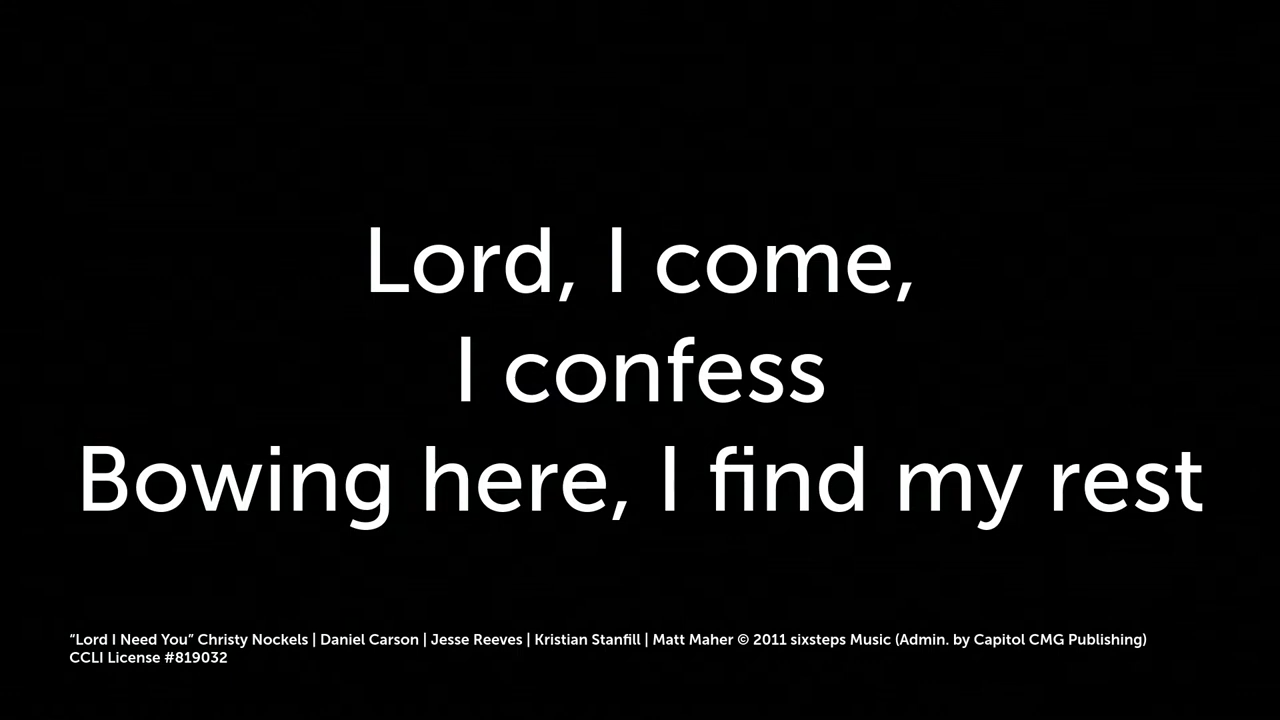 Lord, I come,
I confess
Bowing here, I find my rest
“Lord I Need You” Christy Nockels | Daniel Carson | Jesse Reeves | Kristian Stanfill | Matt Maher © 2011 sixsteps Music (Admin. by Capitol CMG Publishing)
CCLI License #819032